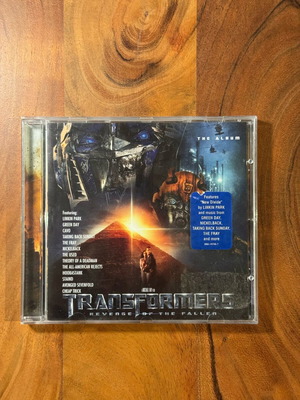 THE ALBUM
Features
"New Divide"
by LINKIN PARK
and music from
GREEN DAY,
NICKELBACK,
TAKING BACK SUNDAY,
THE FRAY
and more
Featuring:
LINKIN PARK
GREEN DAY
CAVO
TAKING BACK SUNDAY
THE FRAY
NICKELBACK
THE USED
THEORY OF A DEADMAN
THE ALL-AMERICAN REJECTS
HOOBASTANK
STAIND
AVENGED SEVENFOLD
CHEAP TRICK
TRANSFORMERS
REVENGE OF THE FALLEN